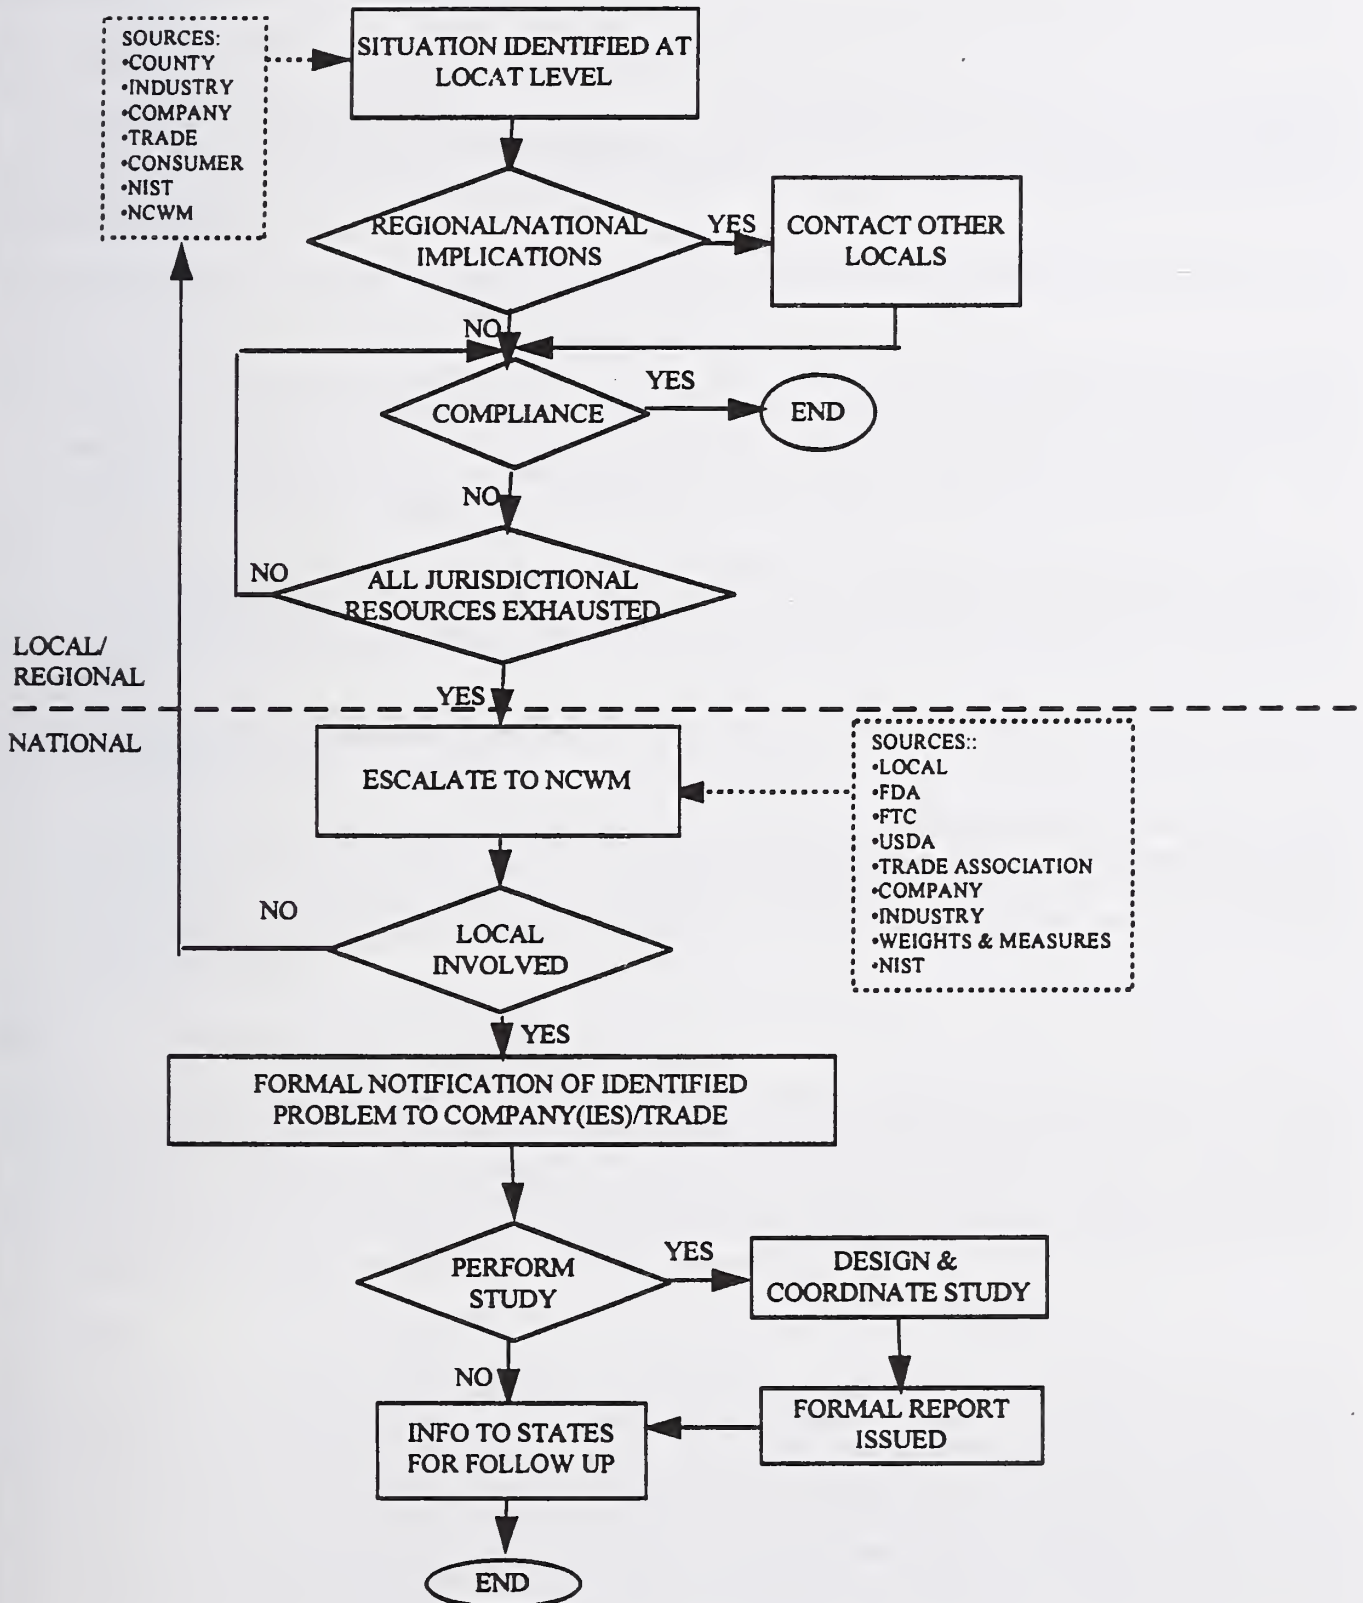 SOURCES:
•COUNTY
•INDUSTRY
•COMPANY
•TRADE
•CONSUMER
•NIST
•NCWM
SITUATION IDENTIFIED AT
LOCAT LEVEL
REGIONAL/NATIONAL
IMPLICATIONS
YES
CONTACT OTHER
LOCALS
NO
COMPLIANCE
YES
END
NO
NO
ALL JURISDICTIONAL
RESOURCES EXHAUSTED
LOCAL/
REGIONAL
YES
NATIONAL
ESCALATE TO NCWM
SOURCES::
•LOCAL
•FDA
•FTC
•USDA
•TRADE ASSOCIATION
•COMPANY
•INDUSTRY
•WEIGHTS & MEASURES
•NIST
NO
LOCAL
INVOLVED
YES
FORMAL NOTIFICATION OF IDENTIFIED
PROBLEM TO COMPANY(IES)/TRADE
PERFORM
STUDY
YES
DESIGN &
COORDINATE STUDY
NO
FORMAL REPORT
ISSUED
INFO TO STATES
FOR FOLLOW UP
END